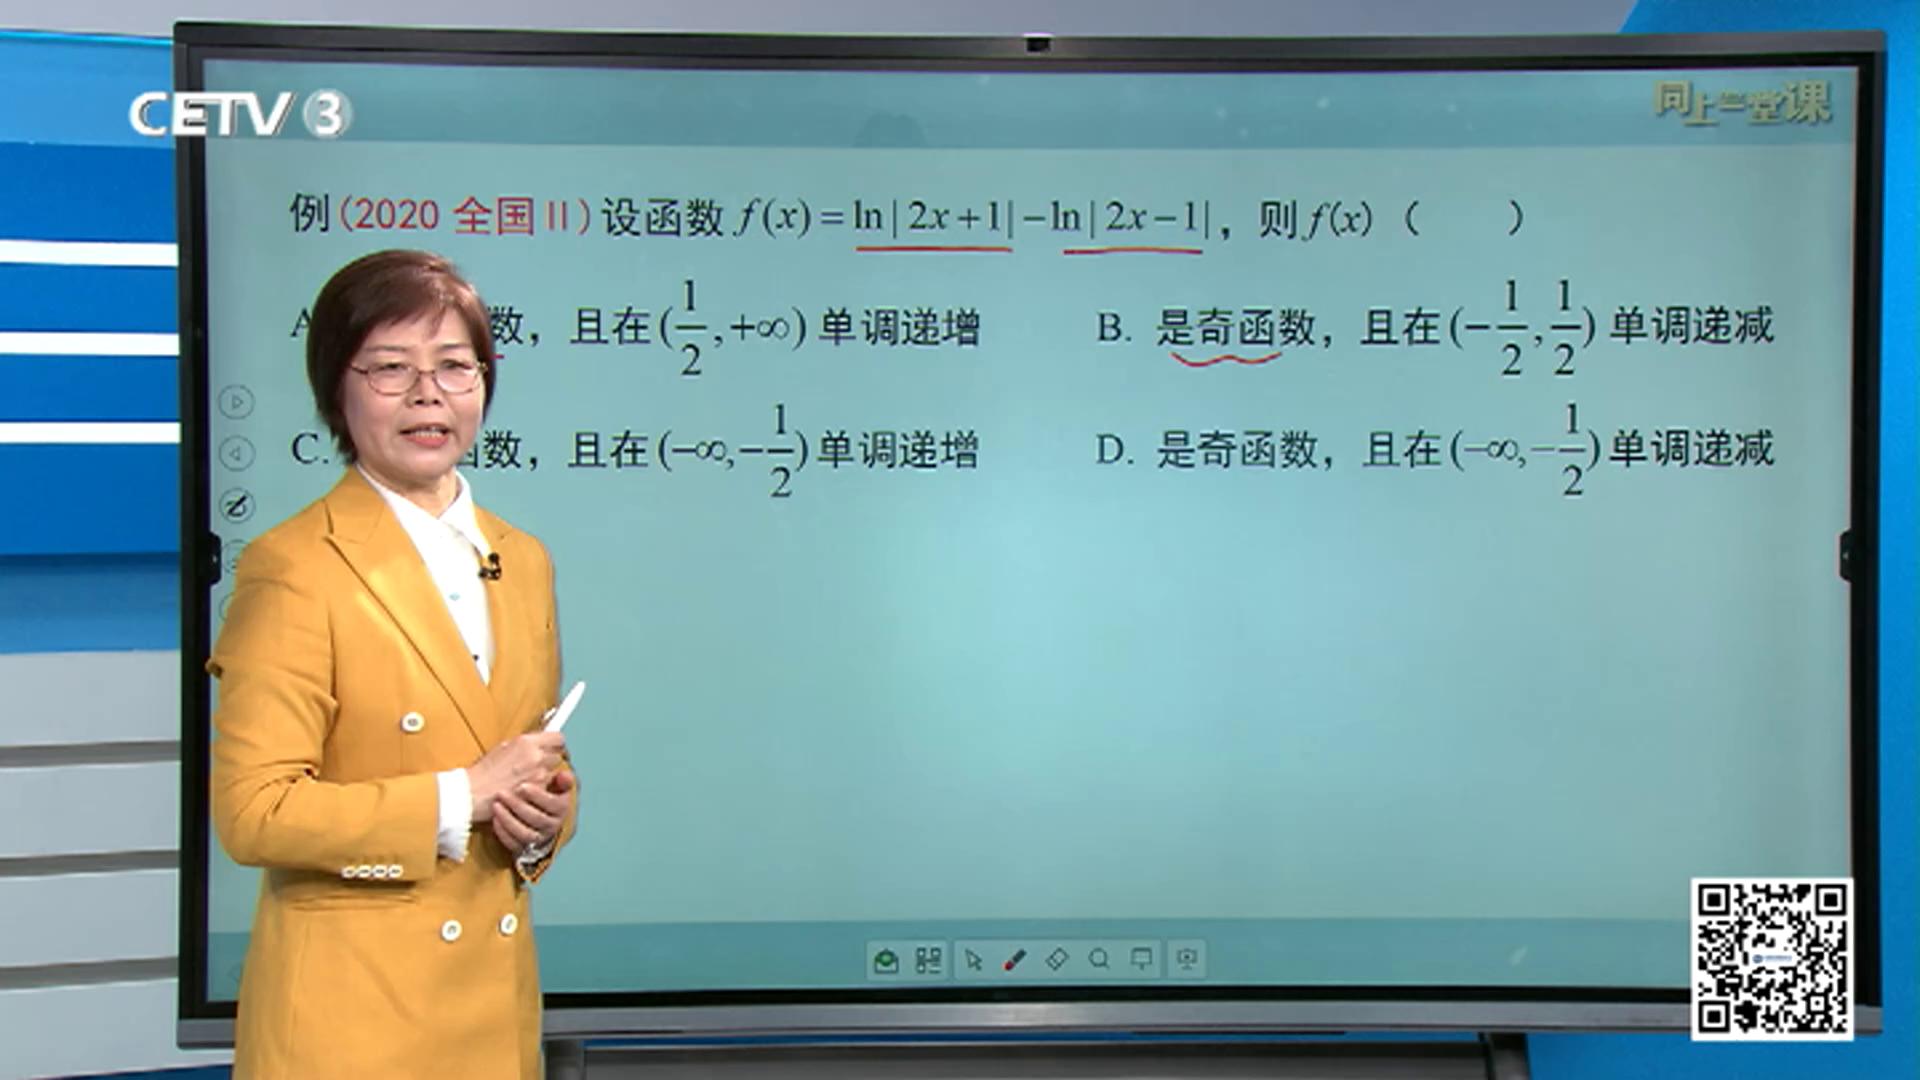 CETV 3
同上一堂课
例(2020 全国II)设函数 f(x)=ln|2x+1|-ln|2x-1|, 则 f(x) (    )
A 数，且在(1/2,+∞)单调递增
B. 是奇函数，且在(-1/2,1/2)单调递减
C. 函数，且在(-∞,-1/2)单调递增
D. 是奇函数，且在(-∞,-1/2)单调递减